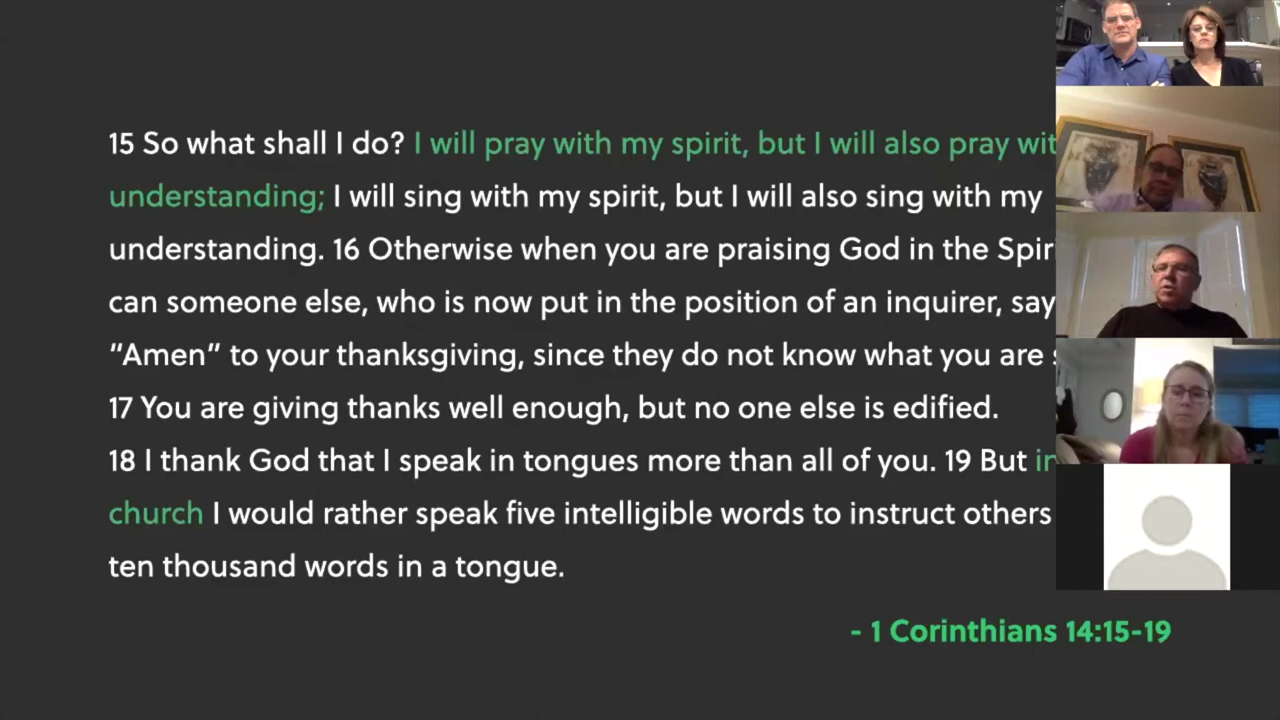 15 So what shall I do? I will pray with my spirit, but I will also pray
understanding; I will sing with my spirit, but I will also sing with my
understanding. 16 Otherwise when you are praising God in the
can someone else, who is now put in the position of an inquirer, say
“Amen” to your thanksgiving, since they do not know what you are
17 You are giving thanks well enough, but no one else is edified.
18 I thank God that I speak in tongues more than all of you. 19 But
church I would rather speak five intelligible words to instruct others
ten thousand words in a tongue.
- 1 Corinthians 14:15-19